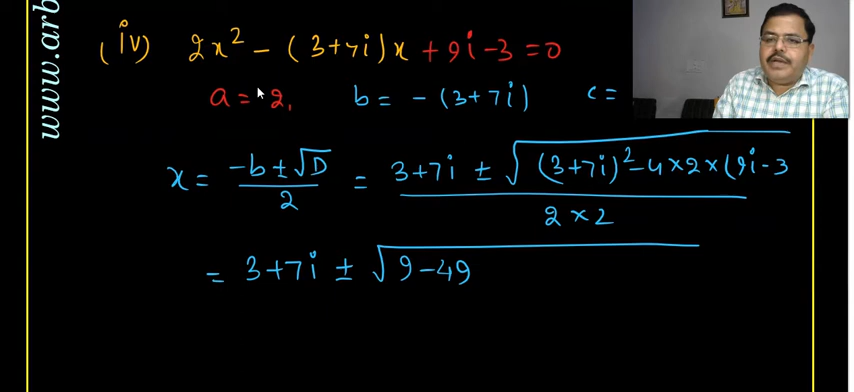 www.arb
(iv) 2x² - (3+7i)x + 9i-3 = 0
a = 2, b = -(3+7i) c =
x = (-b ± √D)/2 = (3+7i ± √((3+7i)² - 4×2×(9i-3))/(2×2)
= 3+7i ± √(9-49